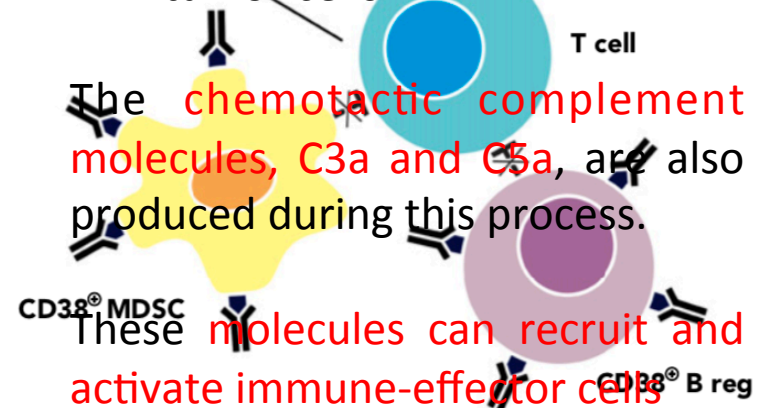 T cell
The chemotactic complement
molecules, C3a and C5a, are also
produced during this process.
CD38⊕ MDSC
These molecules can recruit and
activate immune-effector cells
CD38⊕ B reg